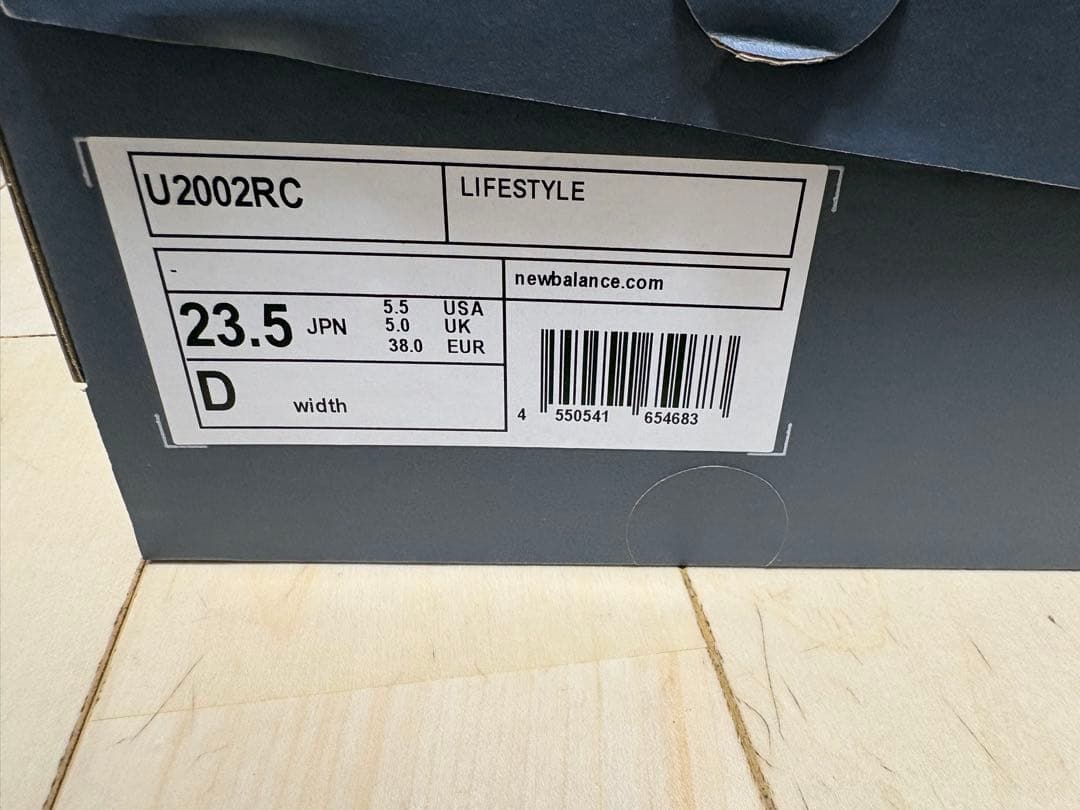 U2002RC
LIFESTYLE
-
newbalance.com
23.5 JPN
5.5 USA
5.0 UK
38.0 EUR
D width
4 550541 654683